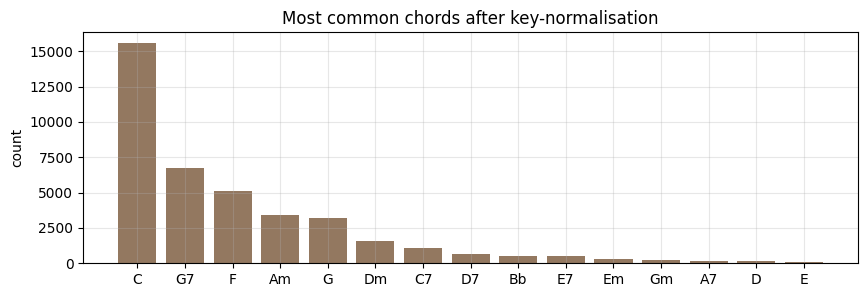 Most common chords after key-normalisation
count
15000
12500
10000
7500
5000
2500
0
C G7 F Am G Dm C7 D7 Bb E7 Em Gm A7 D E